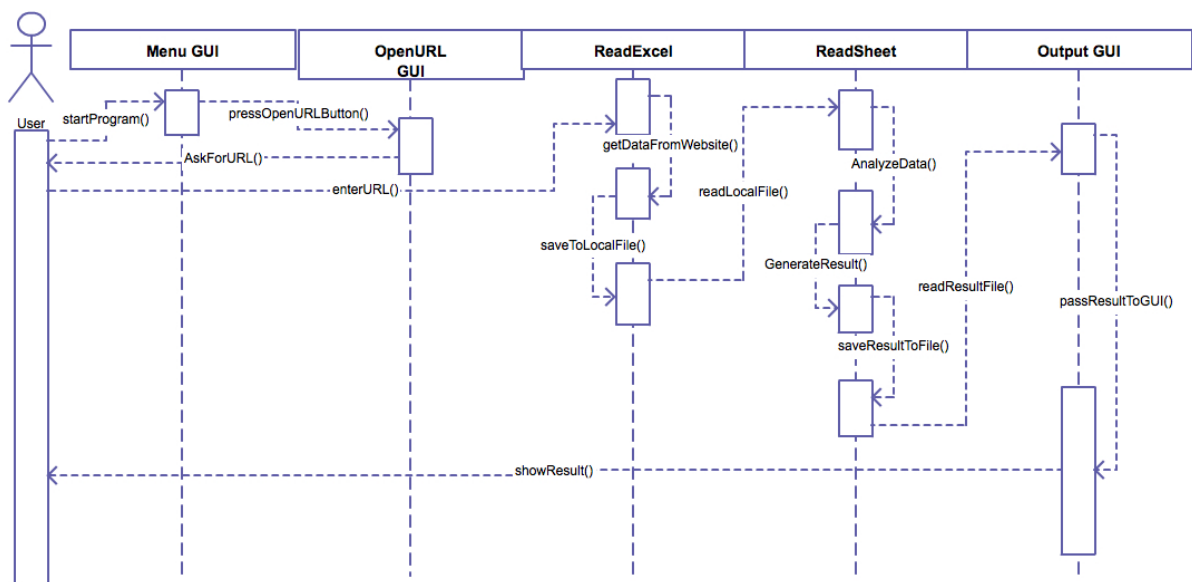 Menu GUI
OpenURL
GUI
ReadExcel
ReadSheet
Output GUI
User
startProgram()
pressOpenURLButton()
getDataFromWebsite()
AskForURL()
AnalyzeData()
enterURL()
readLocalFile()
saveToLocalFile()
GenerateResult()
readResultFile()
passResultToGUI()
saveResultToFile()
showResult()